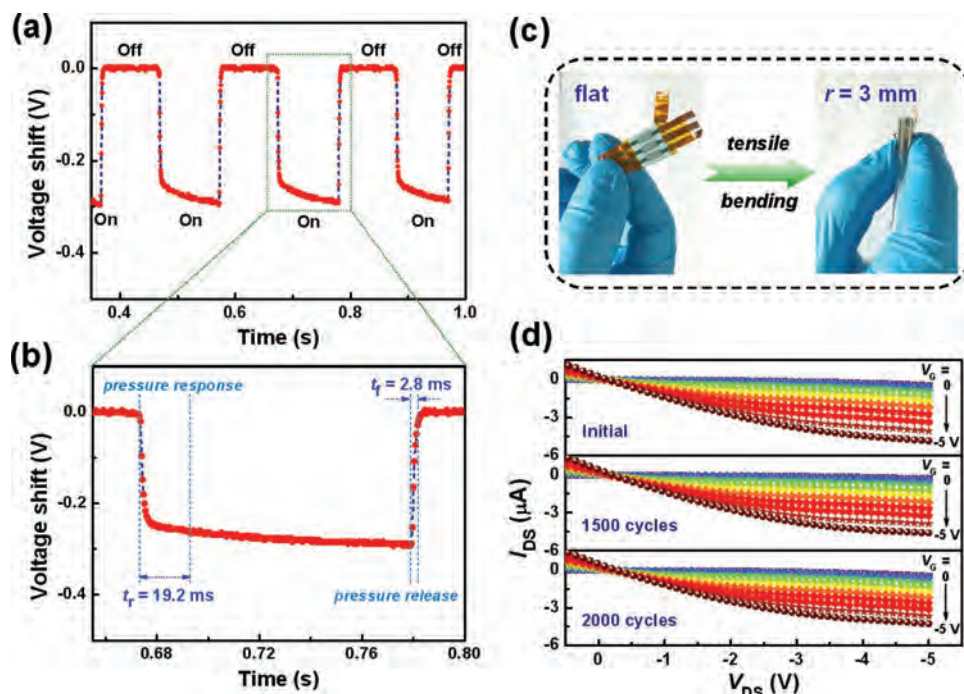 (a)
Off
Off
Off
Off
0.0
-0.2
-0.4
On
On
On
On
Voltage shift (V)
0.4
0.6
0.8
1.0
Time (s)
(b)
pressure response
t_f = 2.8 ms
0.0
-0.2
-0.4
Voltage shift (V)
t_r = 19.2 ms
pressure release
0.68
0.72
0.76
0.80
Time (s)
(c)
flat
tensile
bending
r = 3 mm
(d)
V_G =
0
-5 V
0
-3
-6
Initial
V_G =
0
-5 V
0
-3
-6
1500 cycles
V_G =
0
-5 V
0
-3
-6
2000 cycles
I_DS (μA)
0
-1
-2
-3
-4
-5
V_DS (V)